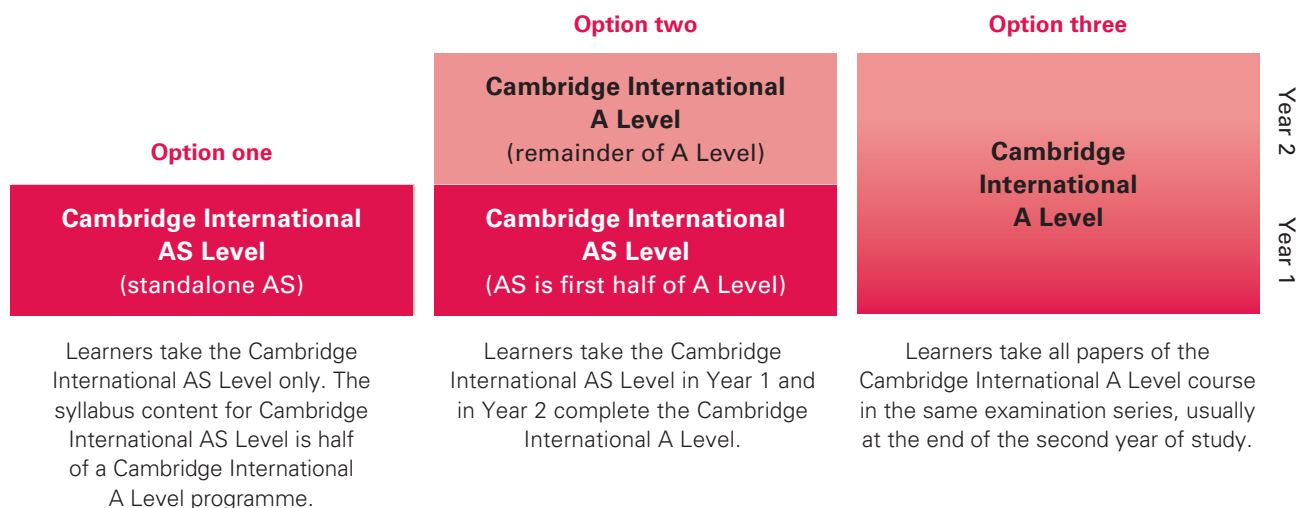 Option one
Cambridge International
AS Level
(standalone AS)
Learners take the Cambridge
International AS Level only. The
syllabus content for Cambridge
International AS Level is half
of a Cambridge International
A Level programme.
Option two
Cambridge International
A Level
(remainder of A Level)
Cambridge International
AS Level
(AS is first half of A Level)
Learners take the Cambridge
International AS Level in Year 1 and
in Year 2 complete the Cambridge
International A Level.
Option three
Cambridge
International
A Level
Learners take all papers of the
Cambridge International A Level course
in the same examination series, usually
at the end of the second year of study.
Year 2
Year 1